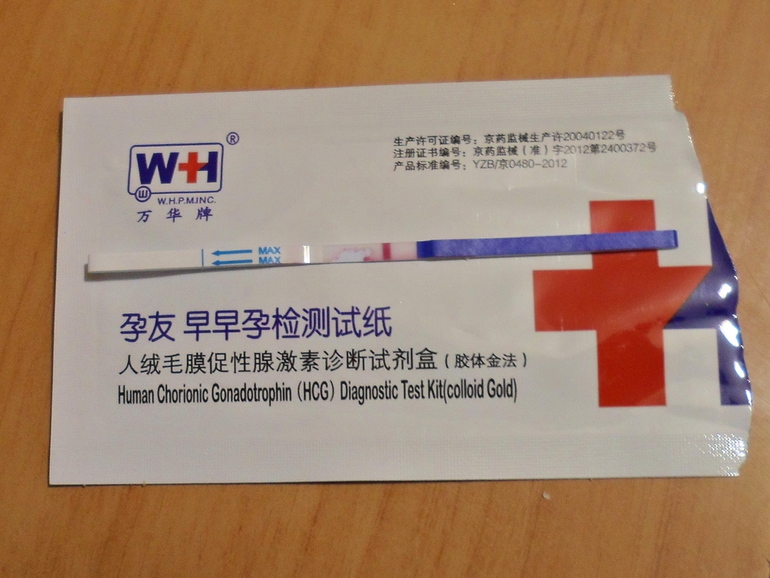 WH®
W.H.P.M.INC.
万华牌
生产许可证编号：京药监械生产许20040122号
注册证书编号：京药监械（准）字2012第2400372号
产品标准编号：YZB/京0480-2012
MAX
MAX
孕友 早早孕检测试纸
人绒毛膜促性腺激素诊断试剂盒（胶体金法）
Human Chorionic Gonadotrophin（HCG）Diagnostic Test Kit(colloid Gold)